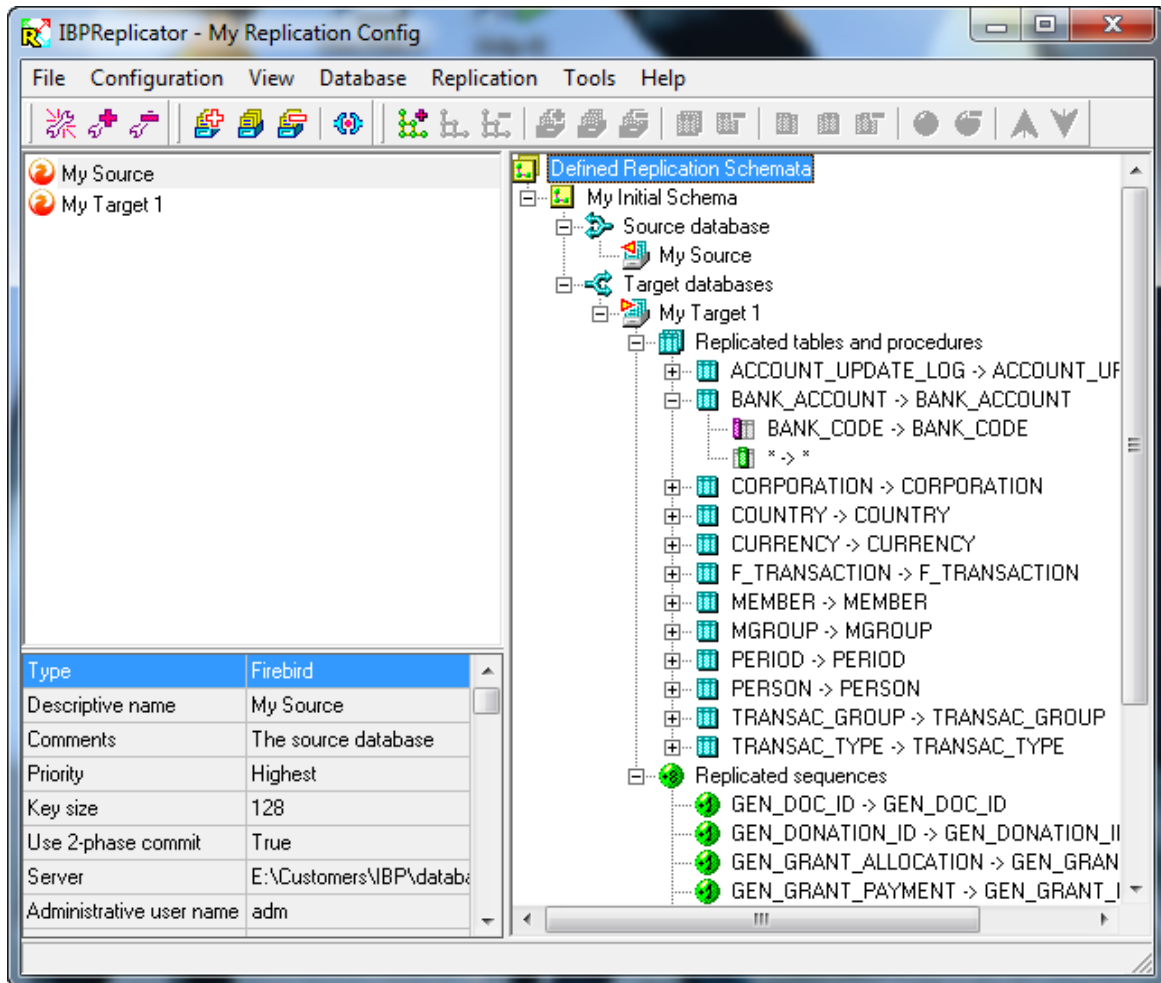 IBPReplicator - My Replication Config
File Configuration View Database Replication Tools Help
My Source
My Target 1
Type Firebird
Descriptive name My Source
Comments The source database
Priority Highest
Key size 128
Use 2-phase commit True
Server E:\Customers\IBP\databa
Administrative user name adm
Defined Replication Schemata
My Initial Schema
Source database
My Source
Target databases
My Target 1
Replicated tables and procedures
ACCOUNT_UPDATE_LOG -> ACCOUNT_UP
BANK_ACCOUNT -> BANK_ACCOUNT
BANK_CODE -> BANK_CODE
* -> *
CORPORATION -> CORPORATION
COUNTRY -> COUNTRY
CURRENCY -> CURRENCY
F_TRANSACTION -> F_TRANSACTION
MEMBER -> MEMBER
MGROUP -> MGROUP
PERIOD -> PERIOD
PERSON -> PERSON
TRANSAC_GROUP -> TRANSAC_GROUP
TRANSAC_TYPE -> TRANSAC_TYPE
Replicated sequences
GEN_DOC_ID -> GEN_DOC_ID
GEN_DONATION_ID -> GEN_DONATION_I
GEN_GRANT_ALLOCATION -> GEN_GRAN
GEN_GRANT_PAYMENT -> GEN_GRANT_